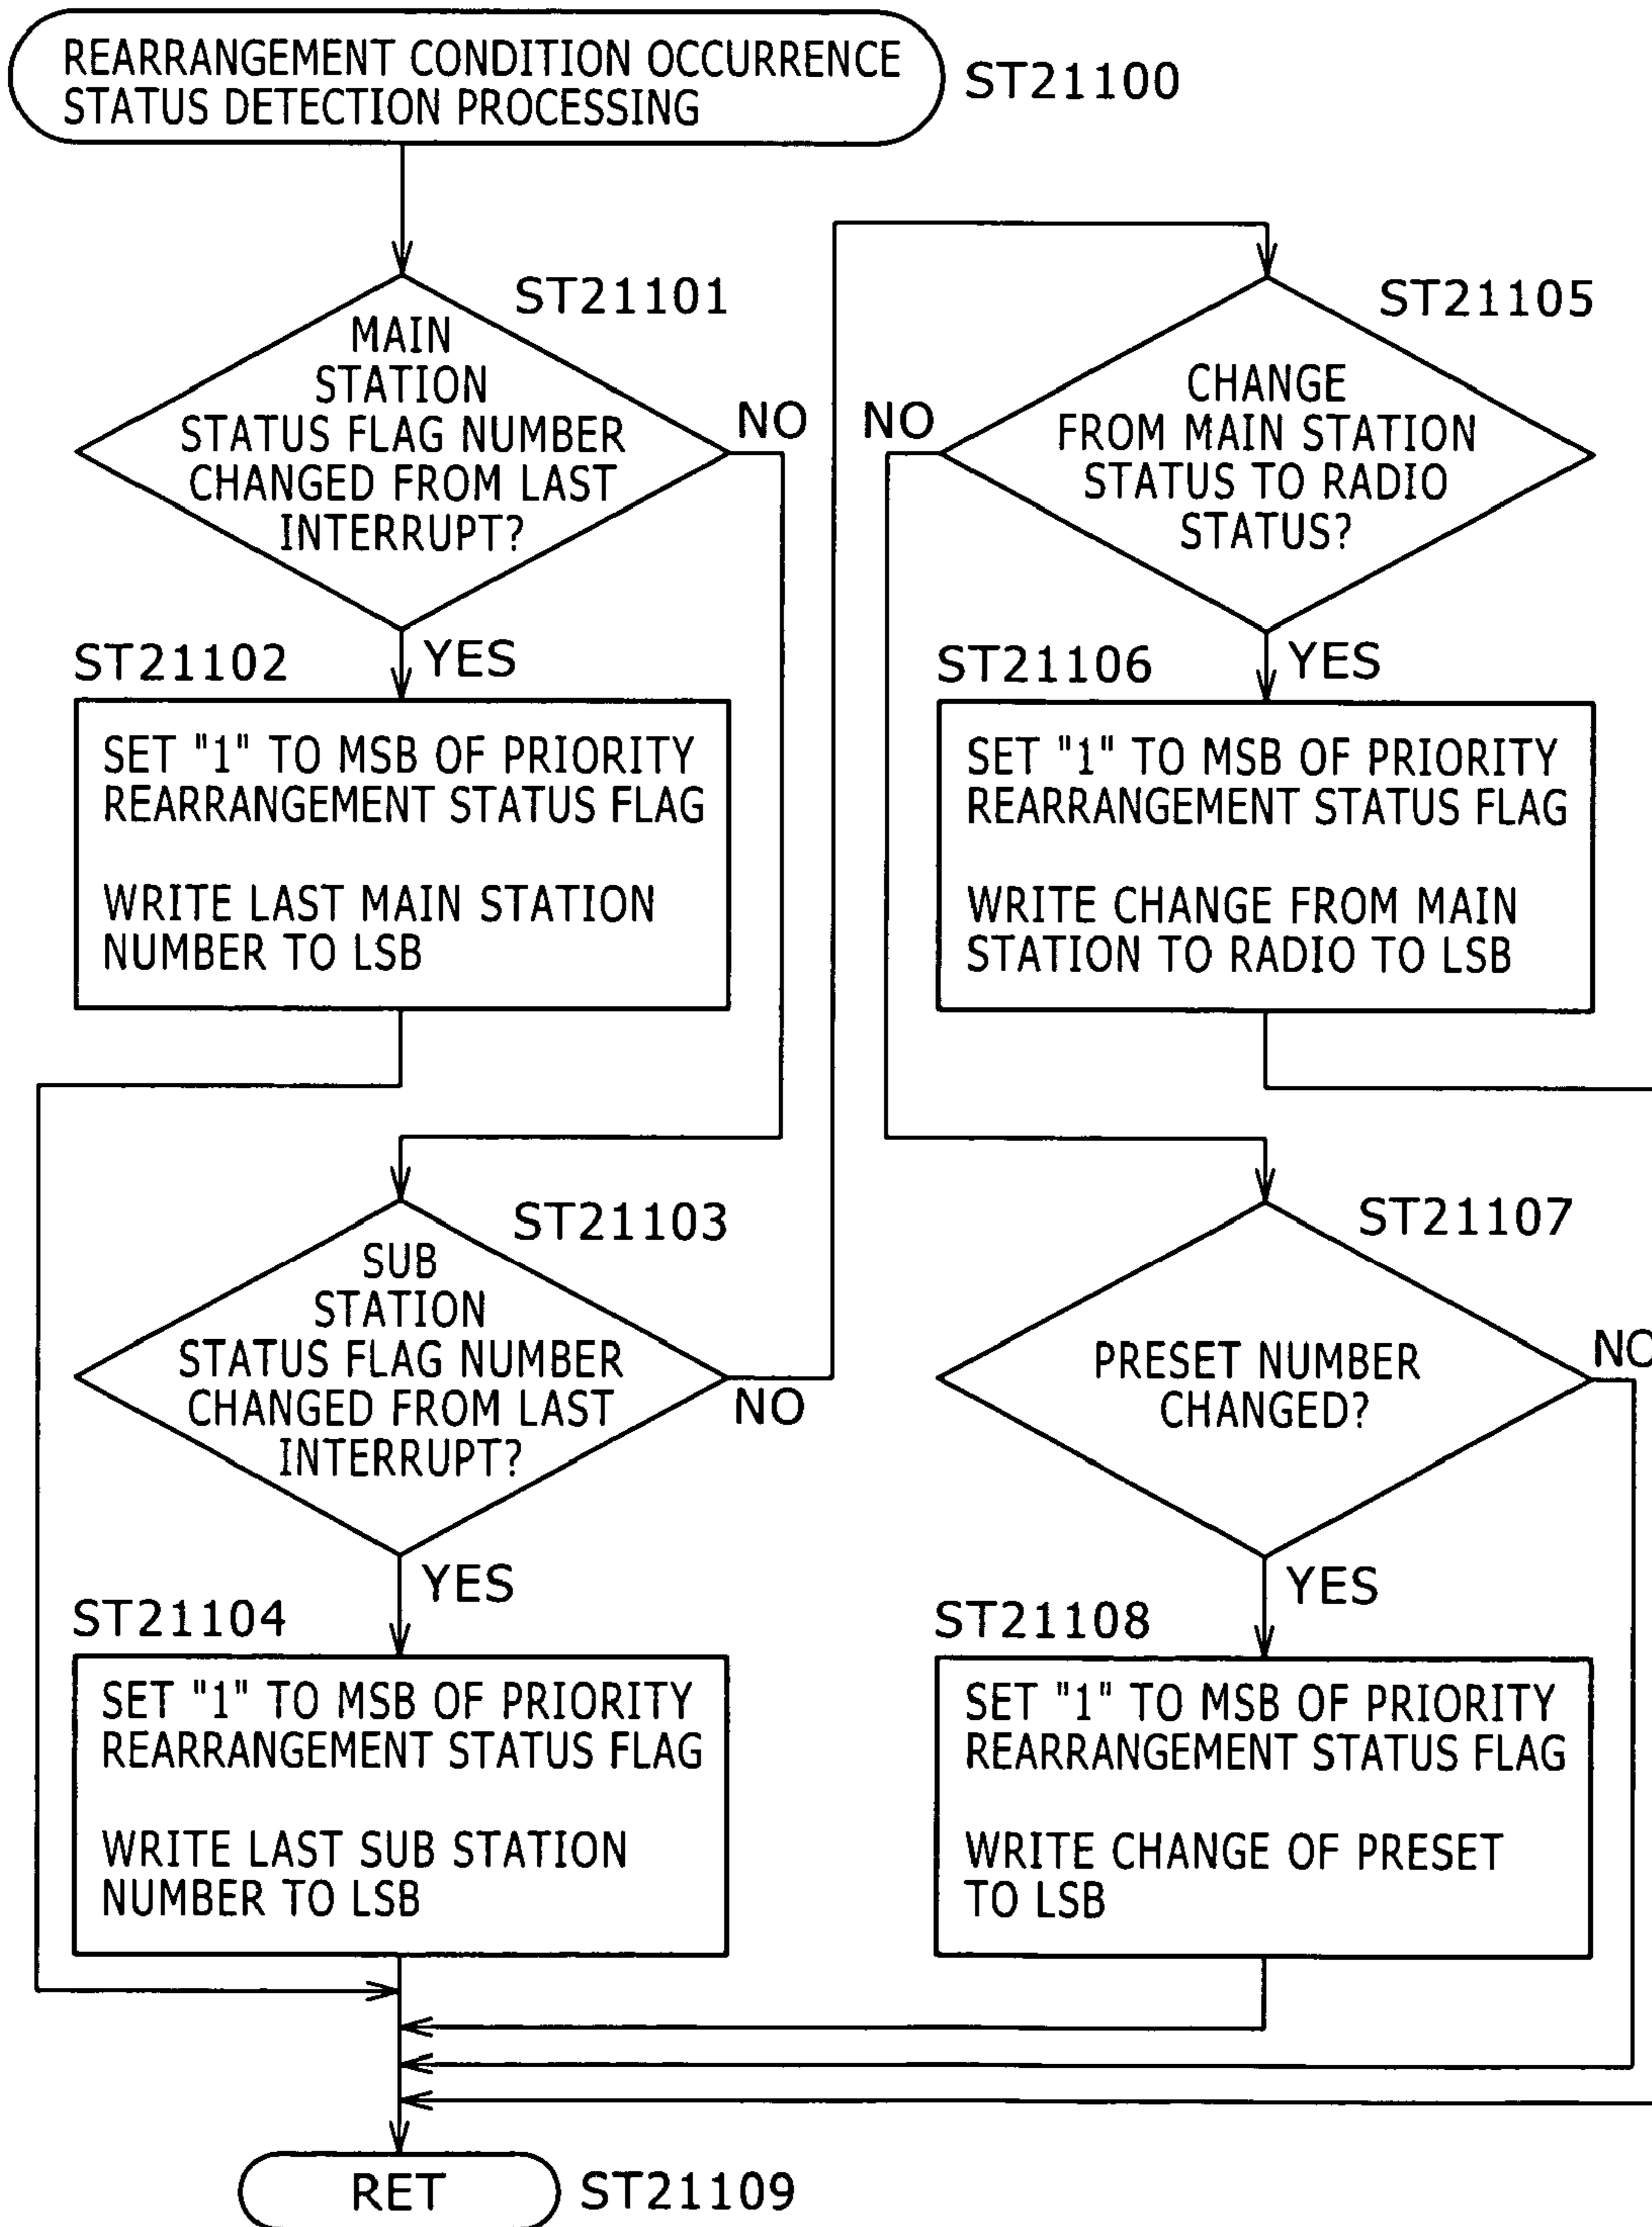 REARRANGEMENT CONDITION OCCURRENCE
STATUS DETECTION PROCESSING
ST21100
ST21101
MAIN
STATION
STATUS FLAG NUMBER
CHANGED FROM LAST
INTERRUPT?
NO
YES
ST21102
SET "1" TO MSB OF PRIORITY
REARRANGEMENT STATUS FLAG
WRITE LAST MAIN STATION
NUMBER TO LSB
ST21103
SUB
STATION
STATUS FLAG NUMBER
CHANGED FROM LAST
INTERRUPT?
NO
YES
ST21104
SET "1" TO MSB OF PRIORITY
REARRANGEMENT STATUS FLAG
WRITE LAST SUB STATION
NUMBER TO LSB
ST21105
CHANGE
FROM MAIN STATION
STATUS TO RADIO
STATUS?
NO
YES
ST21106
SET "1" TO MSB OF PRIORITY
REARRANGEMENT STATUS FLAG
WRITE CHANGE FROM MAIN
STATION TO RADIO TO LSB
ST21107
PRESET NUMBER
CHANGED?
NO
YES
ST21108
SET "1" TO MSB OF PRIORITY
REARRANGEMENT STATUS FLAG
WRITE CHANGE OF PRESET
TO LSB
RET
ST21109